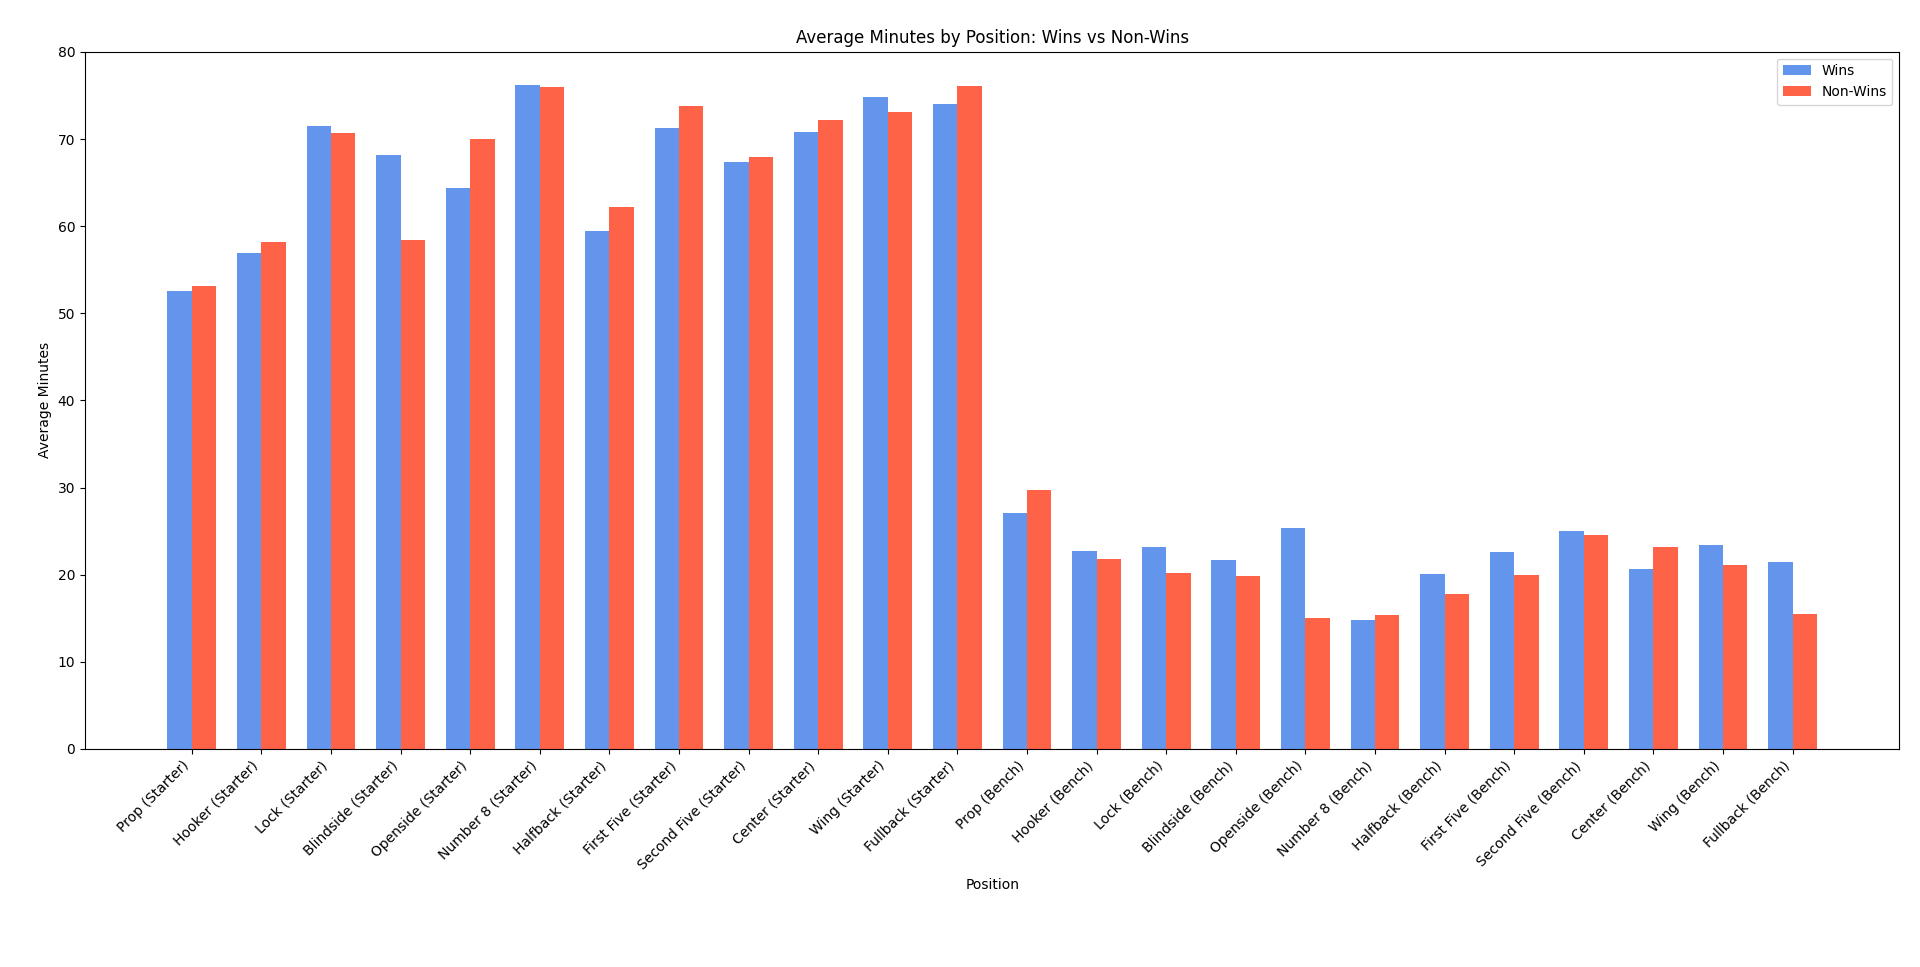 Average Minutes by Position: Wins vs Non-Wins
Wins
Non-Wins
Average Minutes
80
70
60
50
40
30
20
10
0
Prop (Starter)
Hooker (Starter)
Lock (Starter)
Blindside (Starter)
Openside (Starter)
Number 8 (Starter)
Halfback (Starter)
First Five (Starter)
Second Five (Starter)
Center (Starter)
Wing (Starter)
Fullback (Starter)
Prop (Bench)
Hooker (Bench)
Lock (Bench)
Blindside (Bench)
Openside (Bench)
Number 8 (Bench)
Halfback (Bench)
First Five (Bench)
Second Five (Bench)
Center (Bench)
Wing (Bench)
Fullback (Bench)
Position